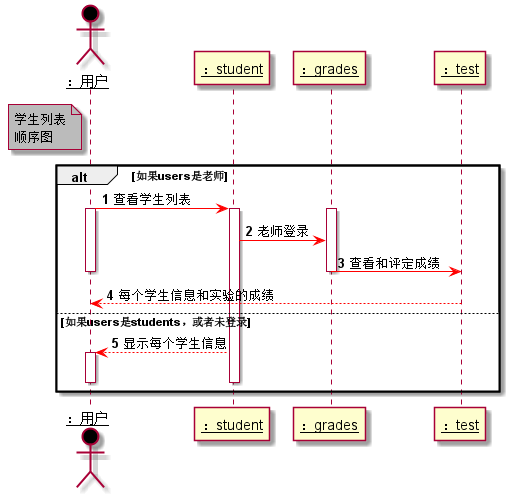 ：用户
：student
：grades
：test
学生列表
顺序图
alt
[如果users是老师]
1 查看学生列表
2 老师登录
3 查看和评定成绩
4 每个学生信息和实验的成绩
[如果users是students，或者未登录]
5 显示每个学生信息
：用户
：student
：grades
：test